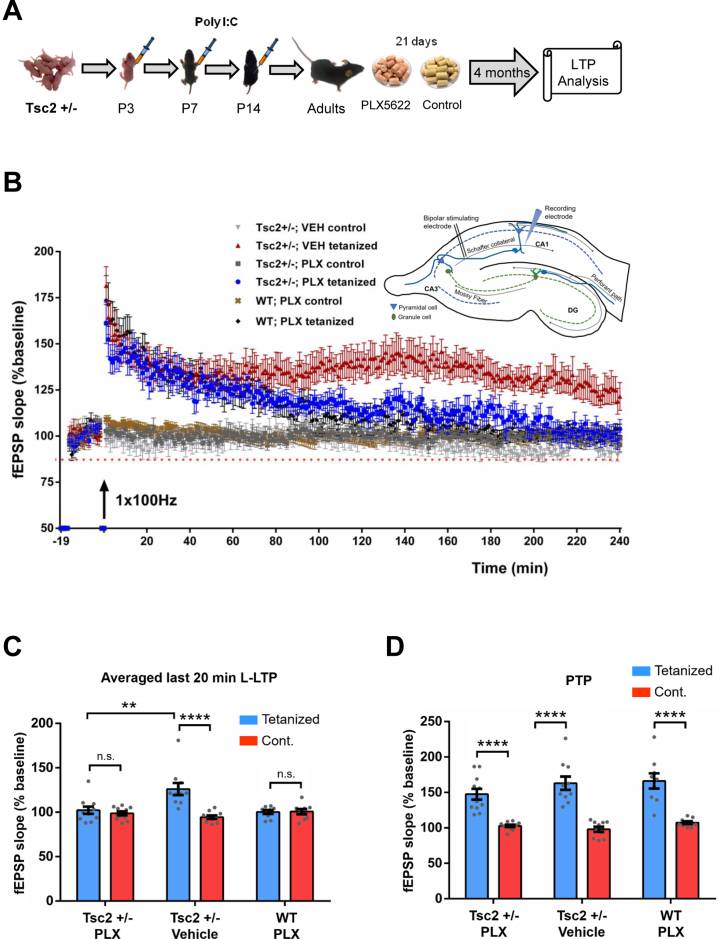 A
Poly I:C
21 days
4 months
LTP
Analysis
Tsc2 +/-
P3
P7
P14
Adults
PLX5622
Control
B
Tsc2+/-; VEH control
Tsc2+/-; VEH tetanized
Tsc2+/-; PLX control
Tsc2+/-; PLX tetanized
WT; PLX control
WT; PLX tetanized
Bipolar stimulating
electrode
Recording
electrode
Schaffer collateral
CA1
CA3
Mossy Fiber
Perforant path
DG
Pyramidal cell
Granule cell
fEPSP slope (%baseline)
200
175
150
125
100
75
50
1x100Hz
-19
20
40
60
80
100
120
140
160
180
200
220
240
Time (min)
C
Averaged last 20 min L-LTP
Tetanized
Cont.
fEPSP slope (% baseline)
200
150
100
50
0
n.s.
**
****
n.s.
Tsc2 +/-
PLX
Tsc2 +/-
Vehicle
WT
PLX
D
PTP
Tetanized
Cont.
fEPSP slope (% baseline)
250
200
150
100
50
0
****
****
****
Tsc2 +/-
PLX
Tsc2 +/-
Vehicle
WT
PLX